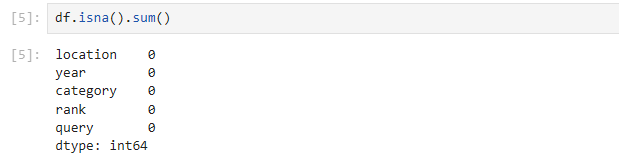 [5]: df.isna().sum()
[5]: location 0
year 0
category 0
rank 0
query 0
dtype: int64